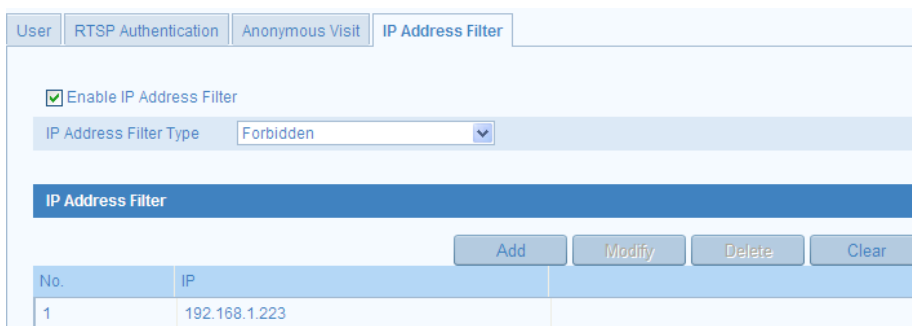 User RTSP Authentication Anonymous Visit IP Address Filter
Enable IP Address Filter
IP Address Filter Type Forbidden
IP Address Filter
Add Modify Delete Clear
No. IP
1 192.168.1.223